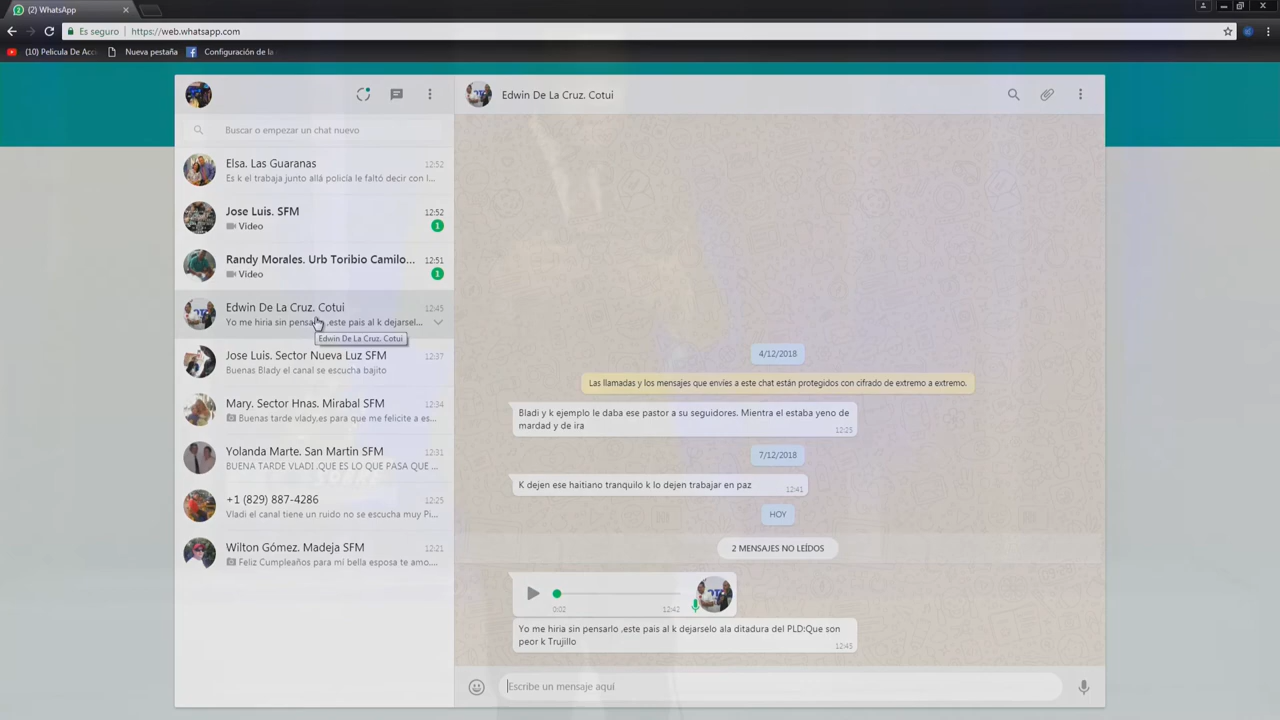 (2) WhatsApp
Es seguro
https://web.whatsapp.com
(10) Pelicula De Acc
Nueva pestaña
Configuración de la
Buscar o empezar un chat nuevo
Elsa. Las Guaranas
12:52
Es k el trabaja junto allá policía le faltó decir con l...
Jose Luis. SFM
12:52
Video
1
Randy Morales. Urb Toribio Camilo...
12:51
Video
1
Edwin De La Cruz. Cotui
12:45
Yo me hiria sin pensarlo ,este pais al k dejarsel...
Edwin De La Cruz. Cotui
Jose Luis. Sector Nueva Luz SFM
12:37
Buenas Blady el canal se escucha bajito
Mary. Sector Hnas. Mirabal SFM
12:34
Buenas tarde vlady,es para que me felicite a es...
Yolanda Marte. San Martin SFM
12:31
BUENA TARDE VLADI .QUE ES LO QUE PASA QUE ...
+1 (829) 887-4286
12:25
Vladi el canal tiene un ruido no se escucha muy Pi...
Wilton Gómez. Madeja SFM
12:21
Feliz Cumpleaños para mi bella esposa te amo....
Edwin De La Cruz. Cotui
4/12/2018
Las llamadas y los mensajes que envíes a este chat están protegidos con cifrado de extremo a extremo.
Bladi y k ejemplo le daba ese pastor a su seguidores. Mientra el estaba yeno de
mardad y de ira
12:25
7/12/2018
K dejen ese haitiano tranquilo k lo dejen trabajar en paz
12:41
HOY
2 MENSAJES NO LEÍDOS
0:02
12:42
Yo me hiria sin pensarlo ,este pais al k dejarselo ala ditadura del PLD:Que son
peor k Trujillo
12:45
Escribe un mensaje aquí